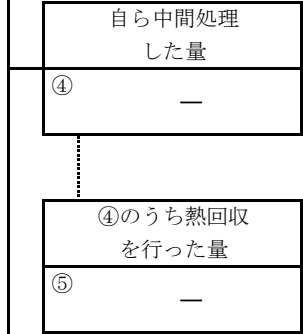 自ら中間処理
した量
④
―
④のうち熱回収
を行った量
⑤
―